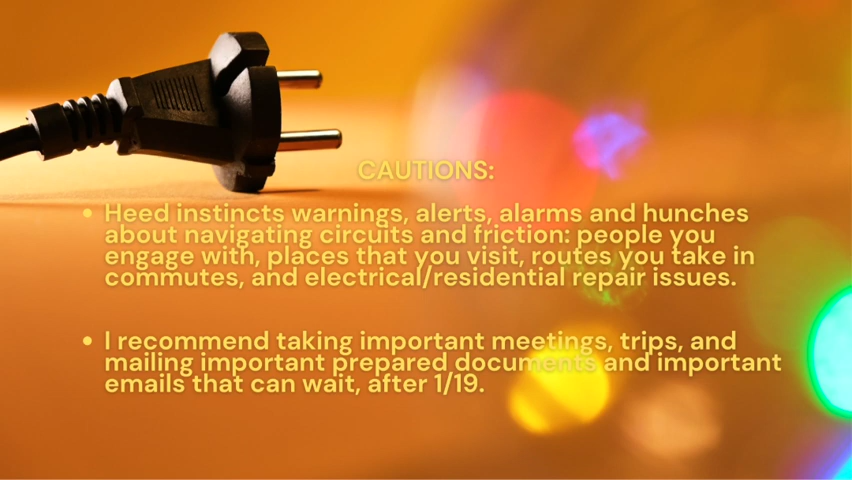 CAUTIONS:
• Heed instincts warnings, alerts, alarms and hunches
about navigating circuits and friction: people you
engage with, places that you visit, routes you take in
commutes, and electrical/residential repair issues.
• I recommend taking important meetings, trips, and
mailing important prepared documents and important
emails that can wait, after 1/19.